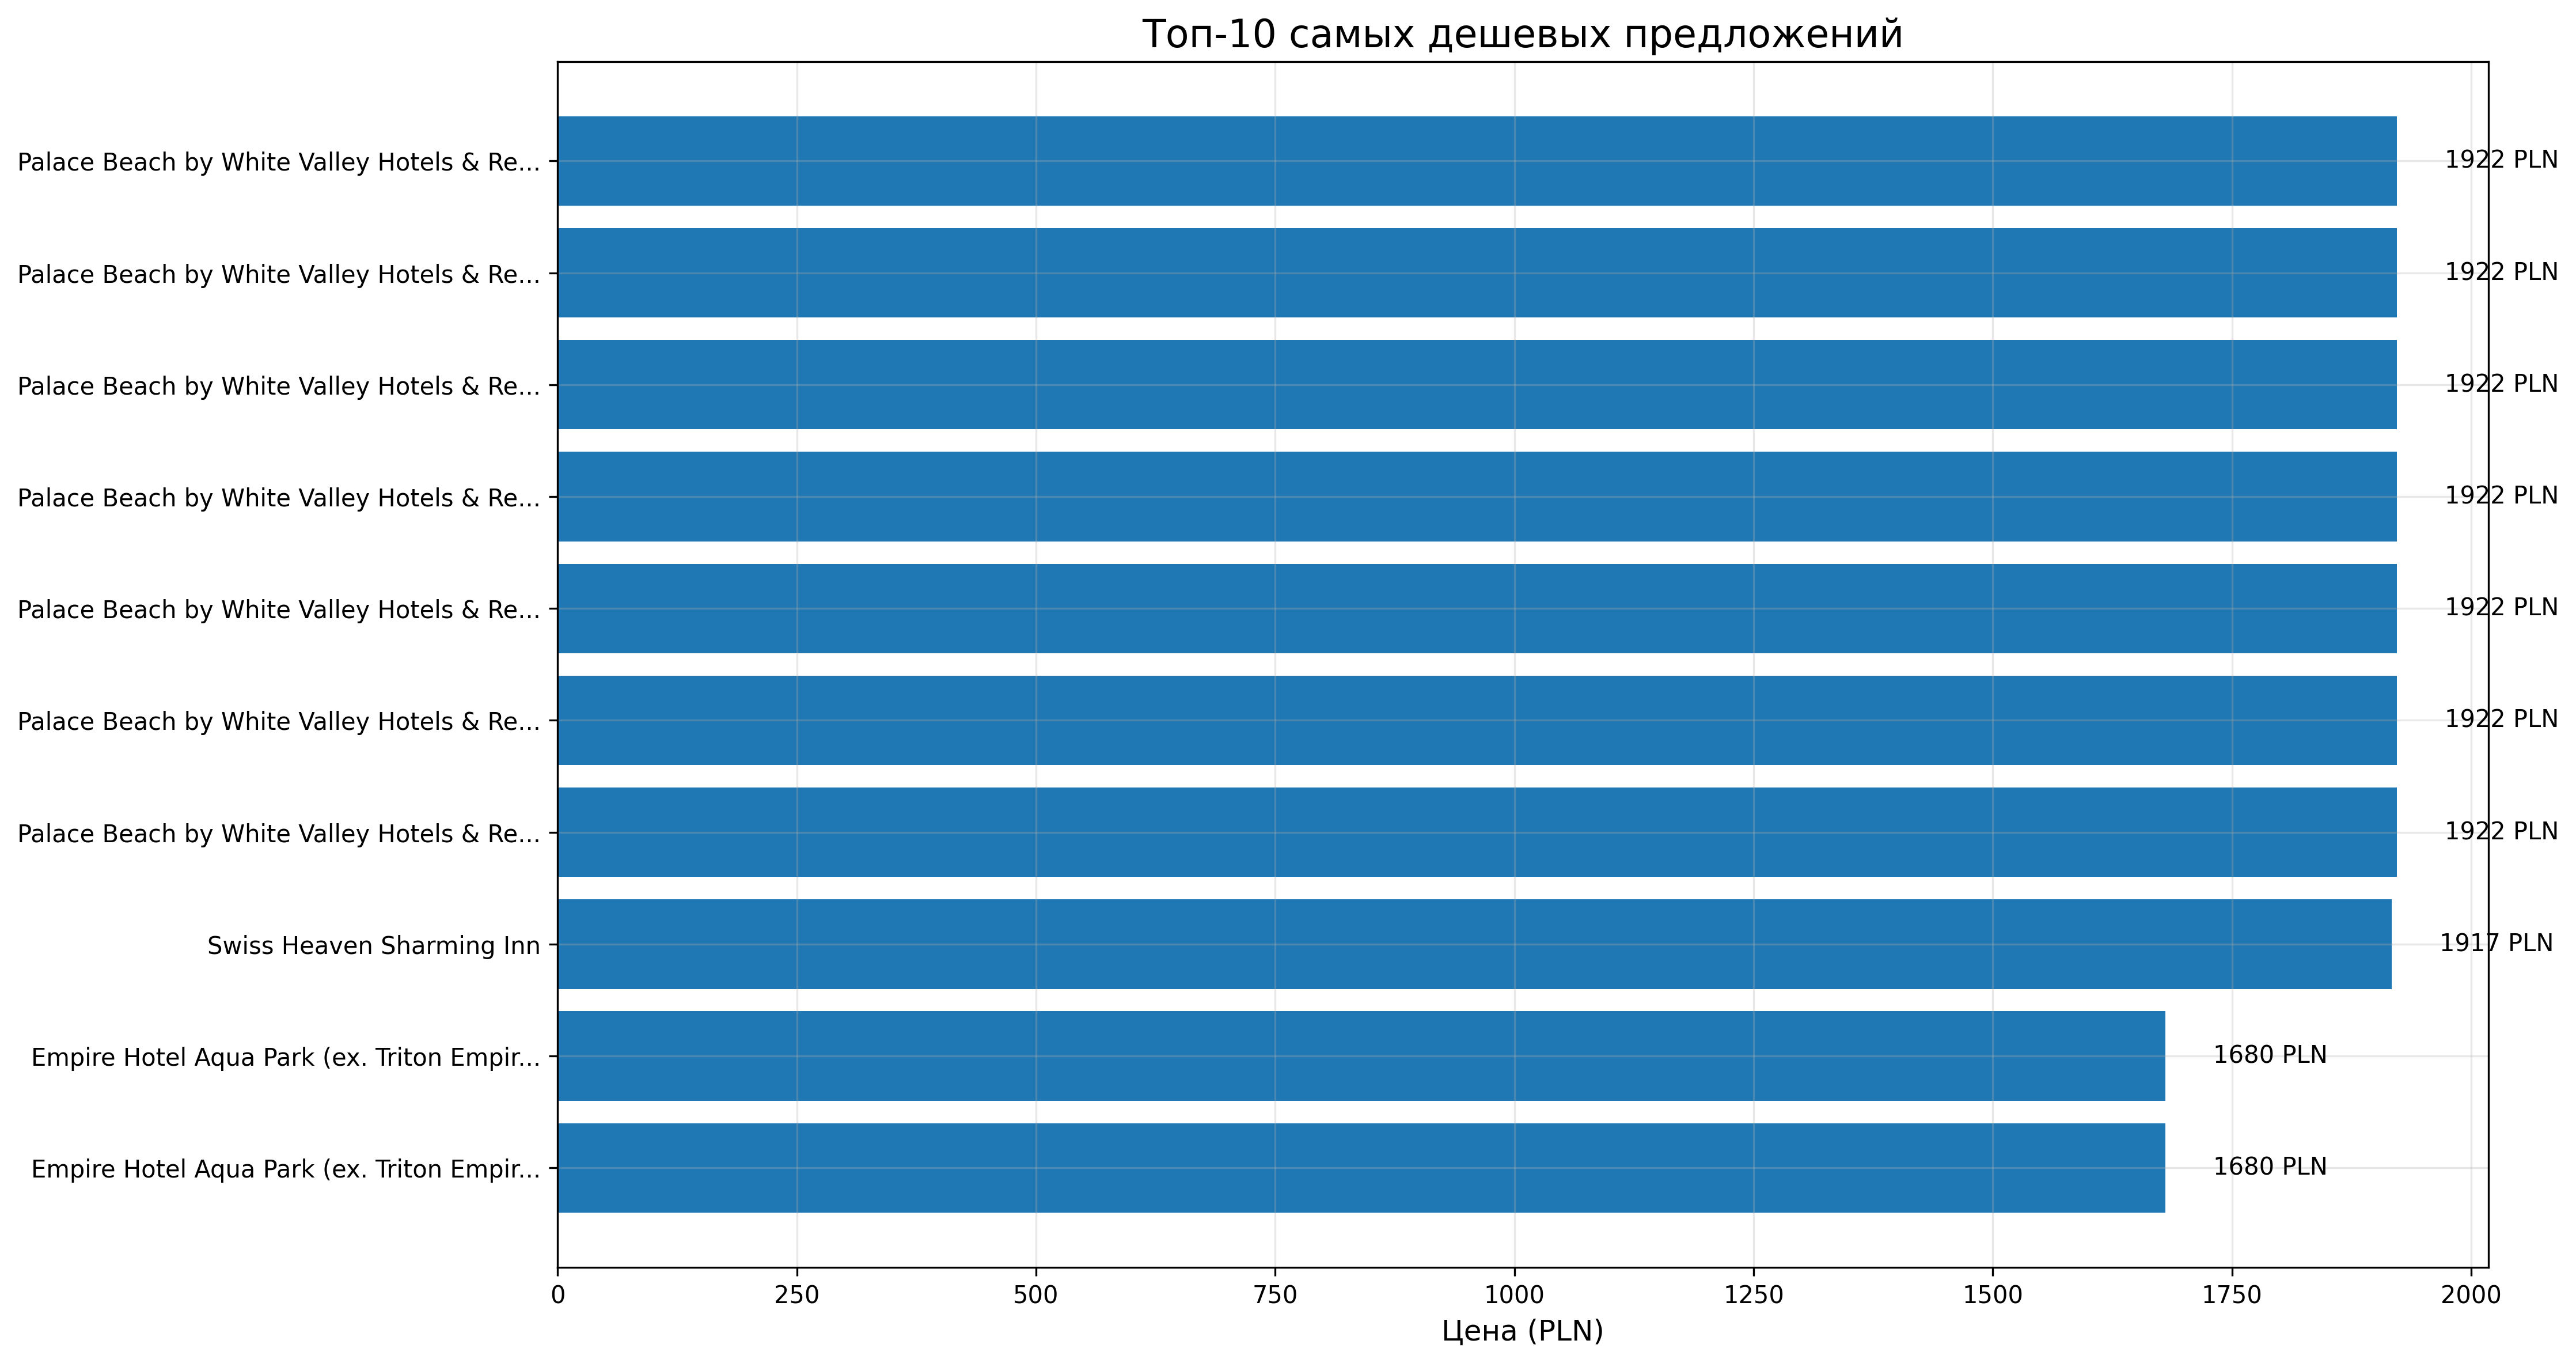 Топ-10 самых дешевых предложений
Palace Beach by White Valley Hotels & Re... 1922 PLN
Palace Beach by White Valley Hotels & Re... 1922 PLN
Palace Beach by White Valley Hotels & Re... 1922 PLN
Palace Beach by White Valley Hotels & Re... 1922 PLN
Palace Beach by White Valley Hotels & Re... 1922 PLN
Palace Beach by White Valley Hotels & Re... 1922 PLN
Palace Beach by White Valley Hotels & Re... 1922 PLN
Swiss Heaven Sharming Inn 1917 PLN
Empire Hotel Aqua Park (ex. Triton Empir... 1680 PLN
Empire Hotel Aqua Park (ex. Triton Empir... 1680 PLN
0 250 500 750 1000 1250 1500 1750 2000
Цена (PLN)